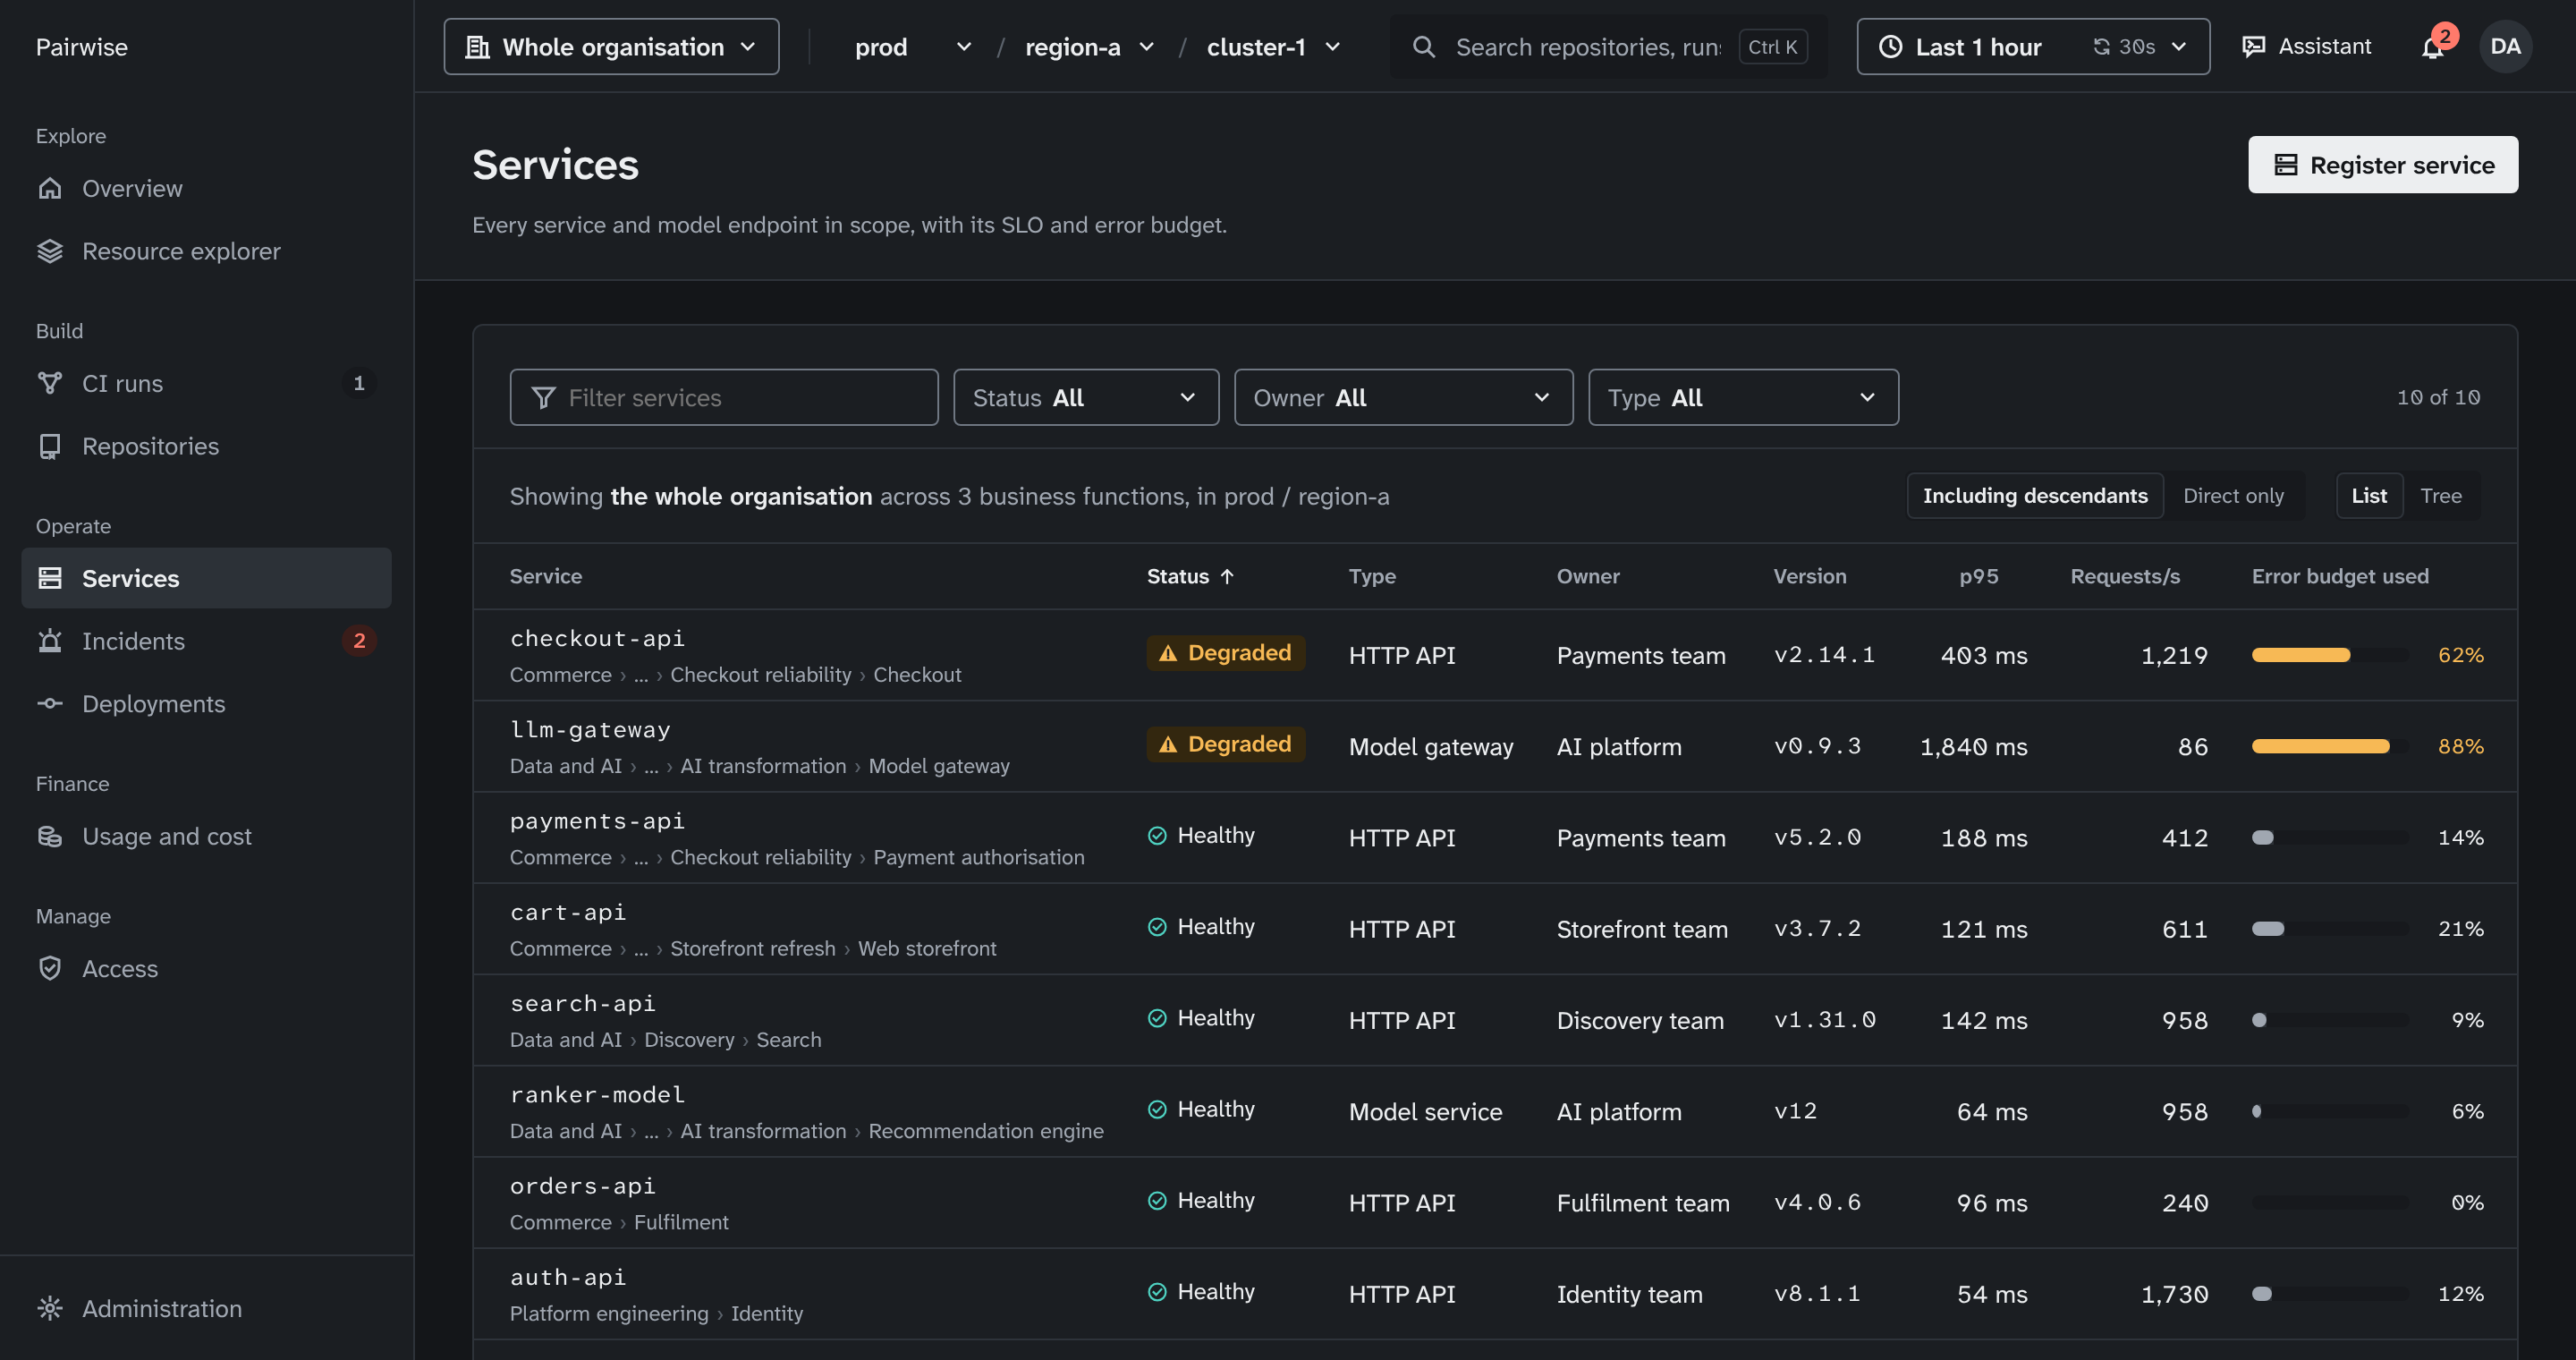 Pairwise
Explore
Overview
Resource explorer
Build
CI runs 1
Repositories
Operate
Services
Incidents 2
Deployments
Finance
Usage and cost
Manage
Access
Administration
Whole organisation prod / region-a / cluster-1 Search repositories, run Ctrl K Last 1 hour 30s Assistant 2 DA
Services
Register service
Every service and model endpoint in scope, with its SLO and error budget.
Filter services Status All Owner All Type All 10 of 10
Showing the whole organisation across 3 business functions, in prod / region-a Including descendants Direct only List Tree
Service Status ↑ Type Owner Version p95 Requests/s Error budget used
checkout-api
Commerce › … › Checkout reliability › Checkout
Degraded HTTP API Payments team v2.14.1 403 ms 1,219 62%
llm-gateway
Data and AI › … › AI transformation › Model gateway
Degraded Model gateway AI platform v0.9.3 1,840 ms 86 88%
payments-api
Commerce › … › Checkout reliability › Payment authorisation
Healthy HTTP API Payments team v5.2.0 188 ms 412 14%
cart-api
Commerce › … › Storefront refresh › Web storefront
Healthy HTTP API Storefront team v3.7.2 121 ms 611 21%
search-api
Data and AI › Discovery › Search
Healthy HTTP API Discovery team v1.31.0 142 ms 958 9%
ranker-model
Data and AI › … › AI transformation › Recommendation engine
Healthy Model service AI platform v12 64 ms 958 6%
orders-api
Commerce › Fulfilment
Healthy HTTP API Fulfilment team v4.0.6 96 ms 240 0%
auth-api
Platform engineering › Identity
Healthy HTTP API Identity team v8.1.1 54 ms 1,730 12%